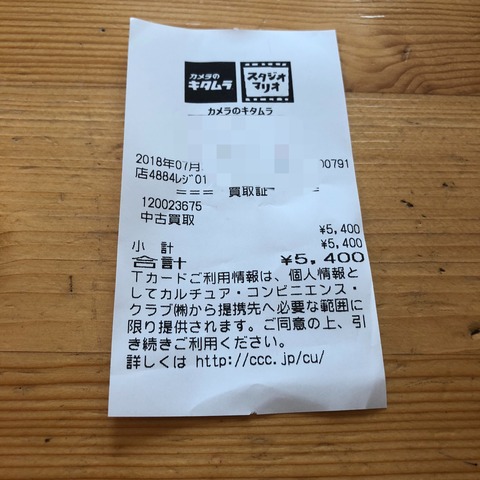 カメラの
キタムラ
スタジオ
マリオ
カメラのキタムラ
2018年07月 00791
店4884ﾚｼﾞ01
=== 買取証
120023675
中古買取
¥5,400
小 計 ¥5,400
合計 ¥5,400
Tカードご利用情報は、個人情報と
してカルチュア・コンビニエンス・
クラブ㈱から提携先へ必要な範囲に
限り提供されます。ご同意の上、引
き続きご利用ください。
詳しくは http://ccc.jp/cu/